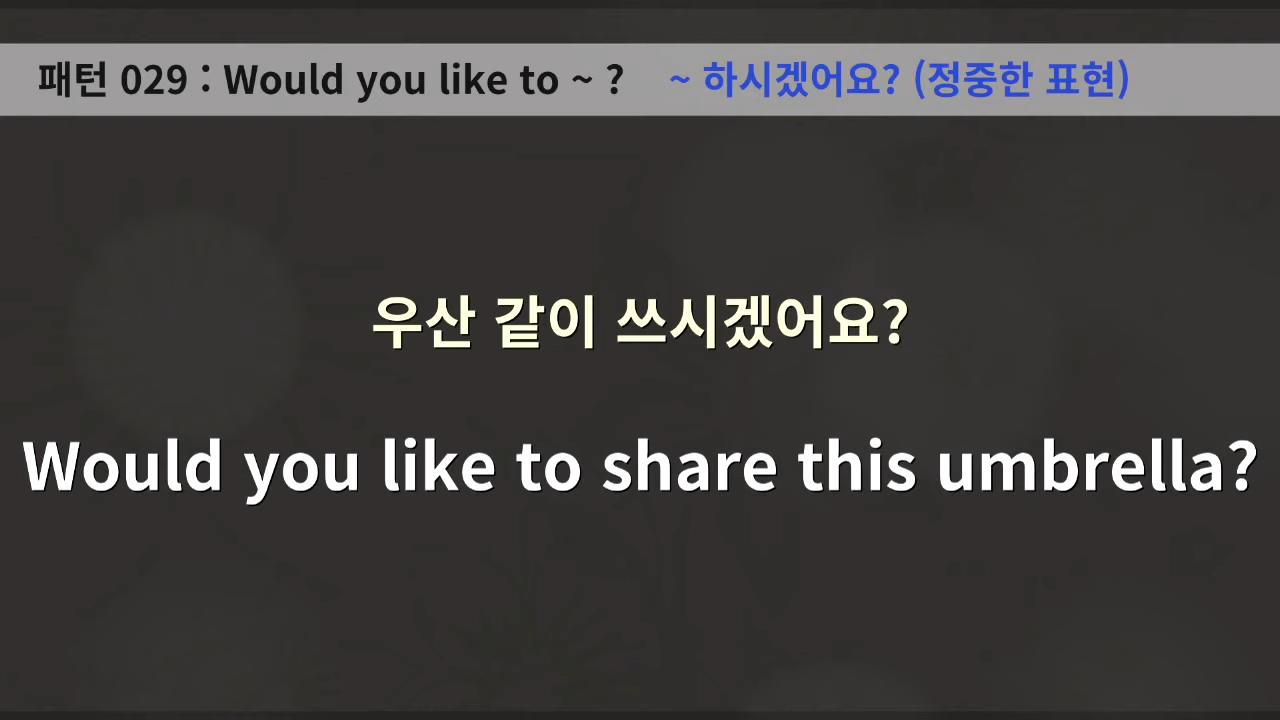 패턴 029 : Would you like to ~ ? ~ 하시겠어요? (정중한 표현)
우산 같이 쓰시겠어요?
Would you like to share this umbrella?